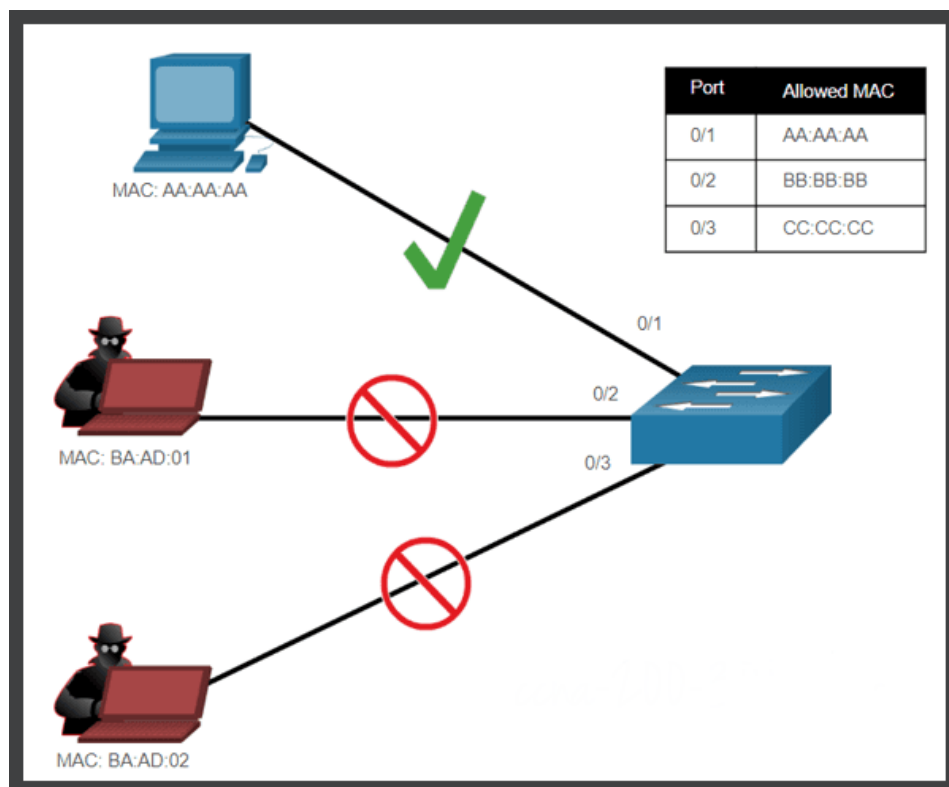 Port Allowed MAC
0/1 AA:AA:AA
0/2 BB:BB:BB
0/3 CC:CC:CC
MAC: AA:AA:AA
0/1
0/2
MAC: BA:AD:01
0/3
MAC: BA:AD:02